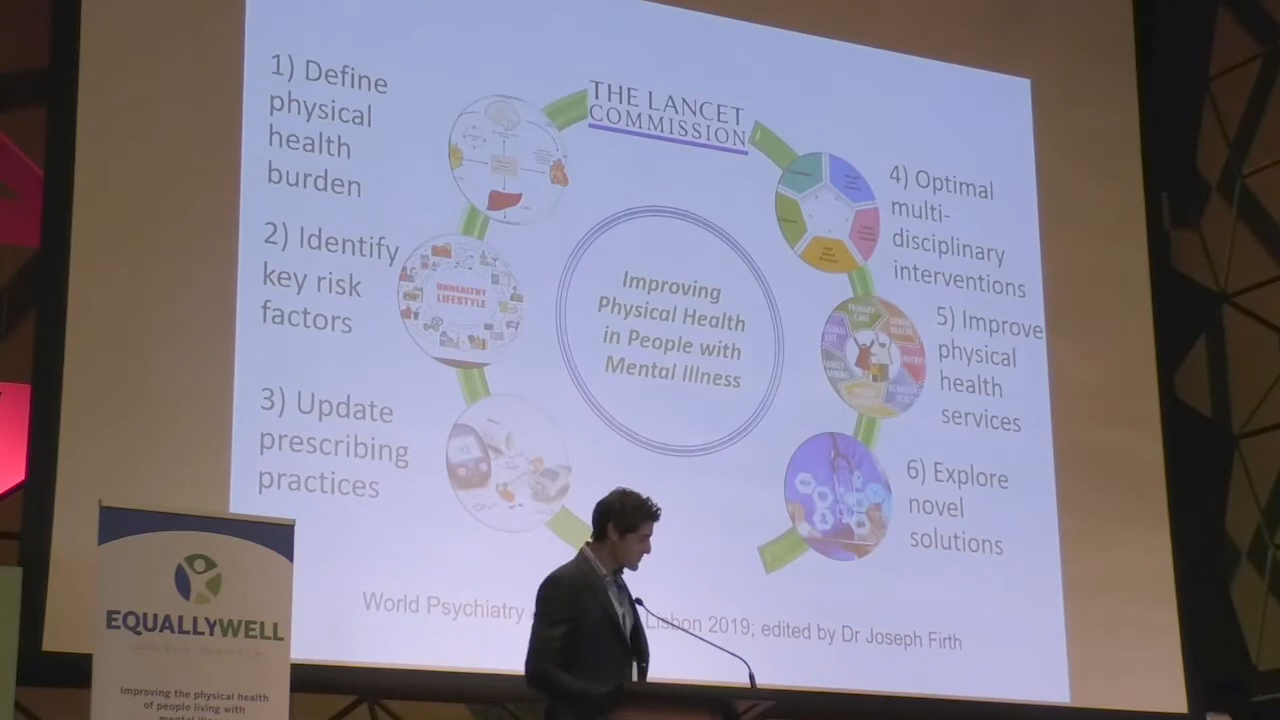 THE LANCET
COMMISSION
1) Define
physical
health
burden
2) Identify
key risk
factors
UNHEALTHY
LIFESTYLE
3) Update
prescribing
practices
Improving
Physical Health
in People with
Mental Illness
4) Optimal
multi-
disciplinary
interventions
5) Improve
physical
health
services
PRIMARY
CARE
6) Explore
novel
solutions
World Psychiatry
Lisbon 2019; edited by Dr Joseph Firth
EQUALLYWELL
Improving the physical health
of people living with